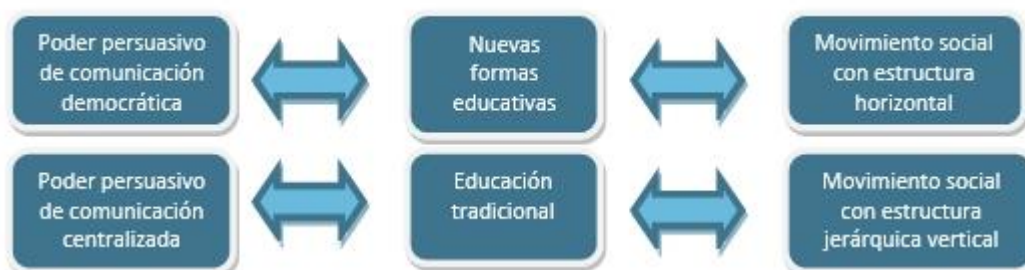 Poder persuasivo
de comunicación
democrática
Nuevas
formas
educativas
Movimiento social
con estructura
horizontal
Poder persuasivo
de comunicación
centralizada
Educación
tradicional
Movimiento social
con estructura
jerárquica vertical